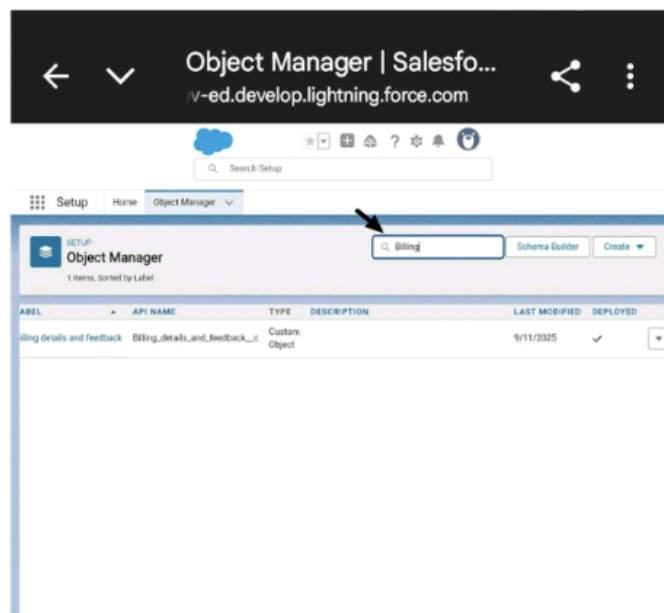 Object Manager | Salesfo...
v-ed.develop.lightning.force.com
Search Setup
Setup Home Object Manager
SETUP
Object Manager
1 Items, Sorted by Label
Billing
Schema Builder
Create
ABEL API NAME TYPE DESCRIPTION LAST MODIFIED DEPLOYED
illing details and feedback Billing_details_and_feedback__c Custom Object 9/11/2025